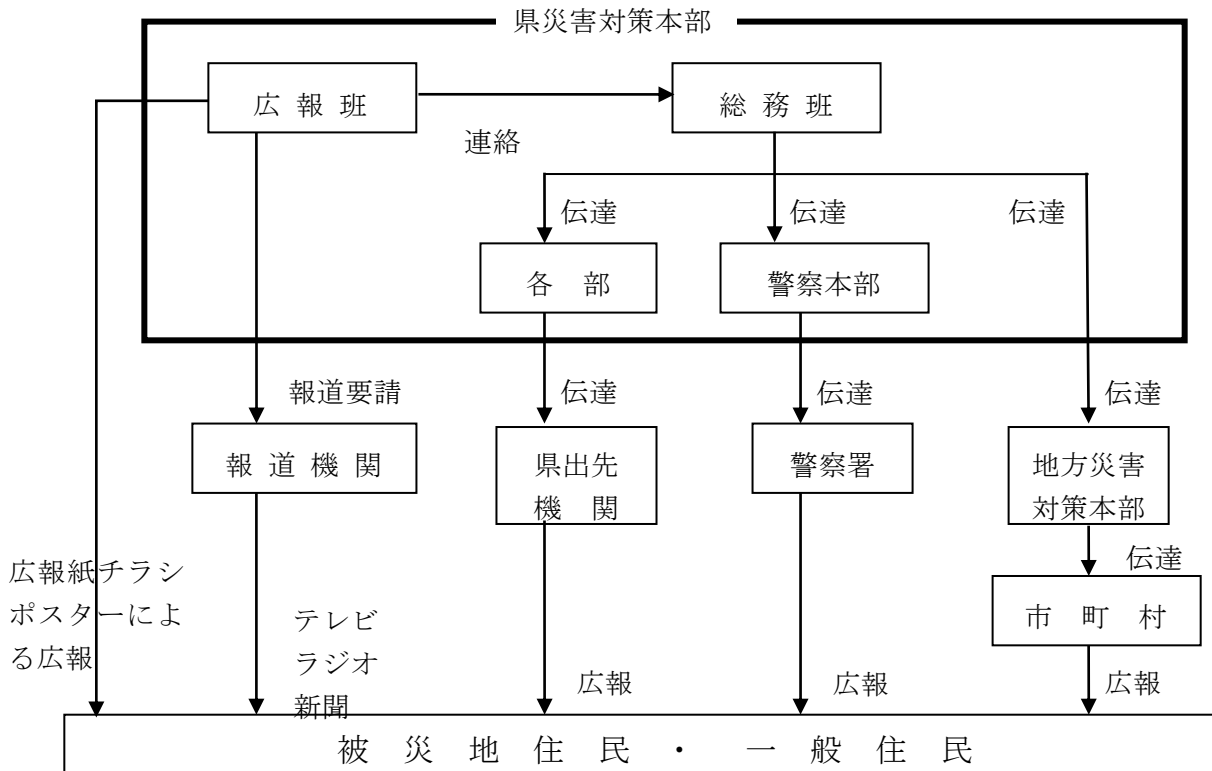 県災害対策本部
広 報 班
総 務 班
連絡
伝達
伝達
伝達
各　部
警察本部
報道要請
伝達
伝達
伝達
報 道 機 関
県出先
機　関
警察署
地方災害
対策本部
伝達
広報紙チラシ
ポスターによ
る広報
テレビ
ラジオ
新聞
市　町　村
広報
広報
広報
被　災　地　住　民　・　一　般　住　民